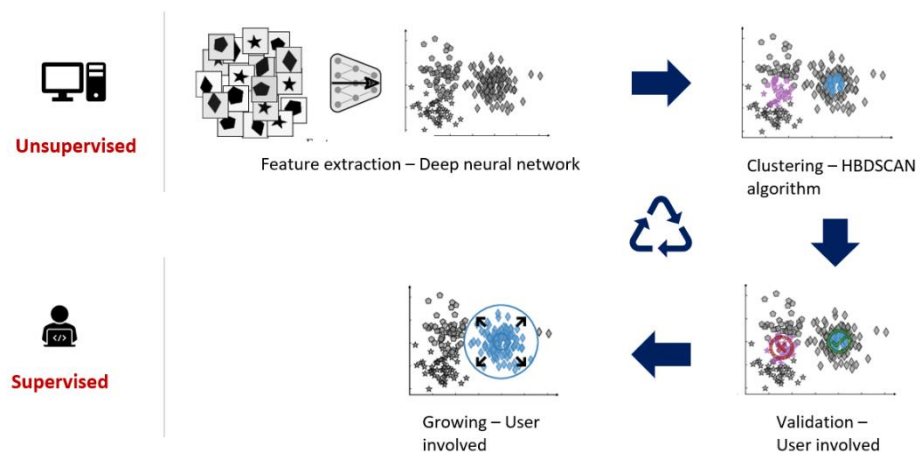 Unsupervised
Feature extraction – Deep neural network
Clustering – HBDSCAN
algorithm
Supervised
</>
Growing – User
involved
Validation –
User involved